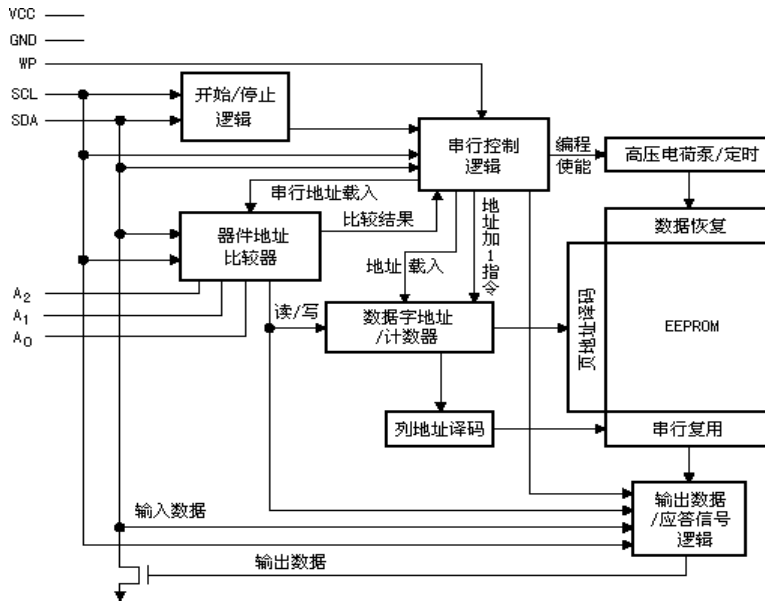 VCC
GND
WP
SCL
SDA
开始/停止
逻辑
串行控制
逻辑
编程
使能
高压电荷泵/定时
串行地址载入
比较结果
地址加1指令
数据恢复
器件地址
比较器
地址 载入
A2
A1
A0
读/写
数据字地址
/计数器
页地址译码
EEPROM
列地址译码
串行复用
输入数据
输出数据
/应答信号
逻辑
输出数据